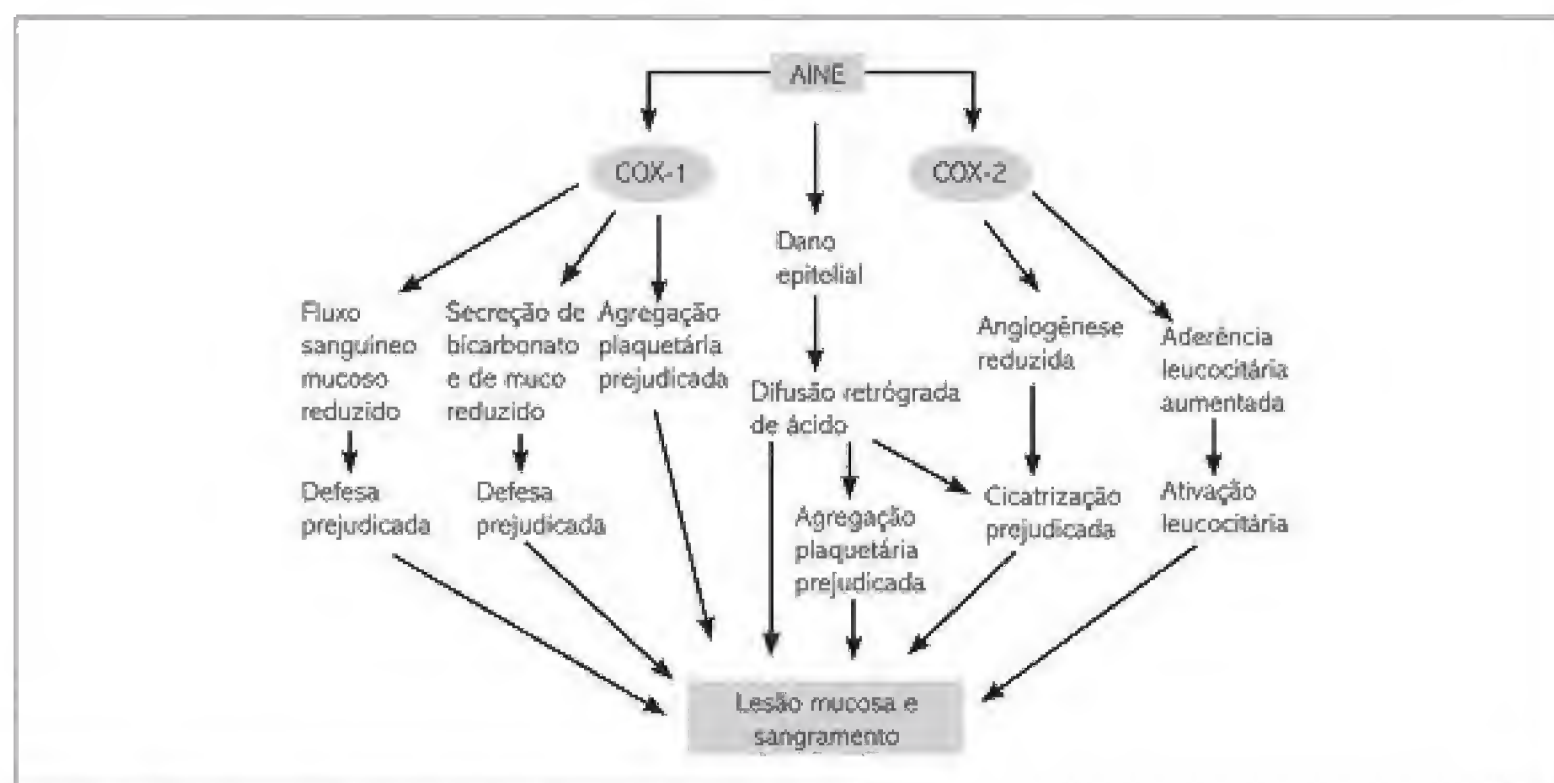 AINE
COX-1
COX-2
Dano
epitelial
Fluxo
sanguíneo
mucoso
reduzido
Secreção de
bicarbonato
e de muco
reduzido
Agregação
plaquetária
prejudicada
Difusão retrógrada
de ácido
Angiogênese
reduzida
Aderência
leucocitária
aumentada
Defesa
prejudicada
Defesa
prejudicada
Agregação
plaquetária
prejudicada
Cicatrização
prejudicada
Ativação
leucocitária
Lesão mucosa e
sangramento